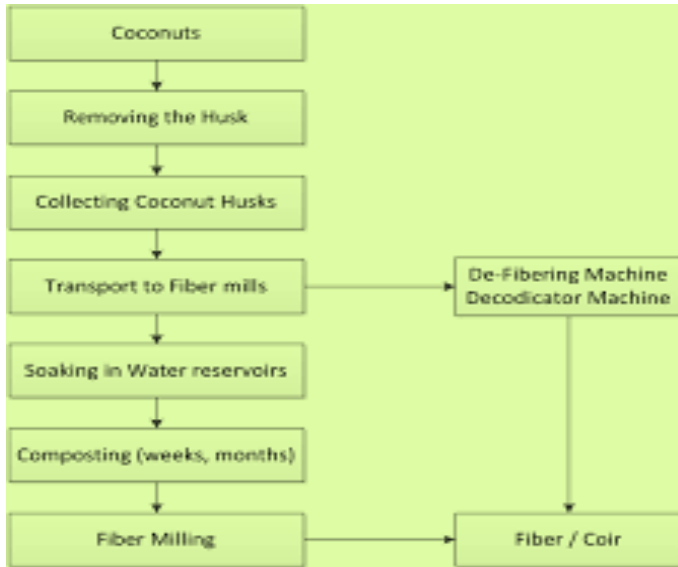 Coconuts
Removing the Husk
Collecting Coconut Husks
Transport to Fiber mills
De-Fibering Machine
Decodicator Machine
Soaking in Water reservoirs
Composting (weeks, months)
Fiber Milling
Fiber / Coir